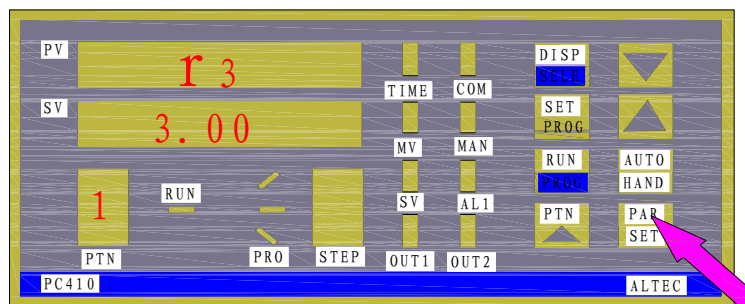 PV
r 3
SV
3.00
TIME
COM
MV
MAN
SV
AL1
OUT1
OUT2
DISP
SELE
SET
PROG
RUN
PROG
PTN
AUTO
HAND
PAR
SET
1
RUN
PTN
PRO
STEP
PC410
ALTEC